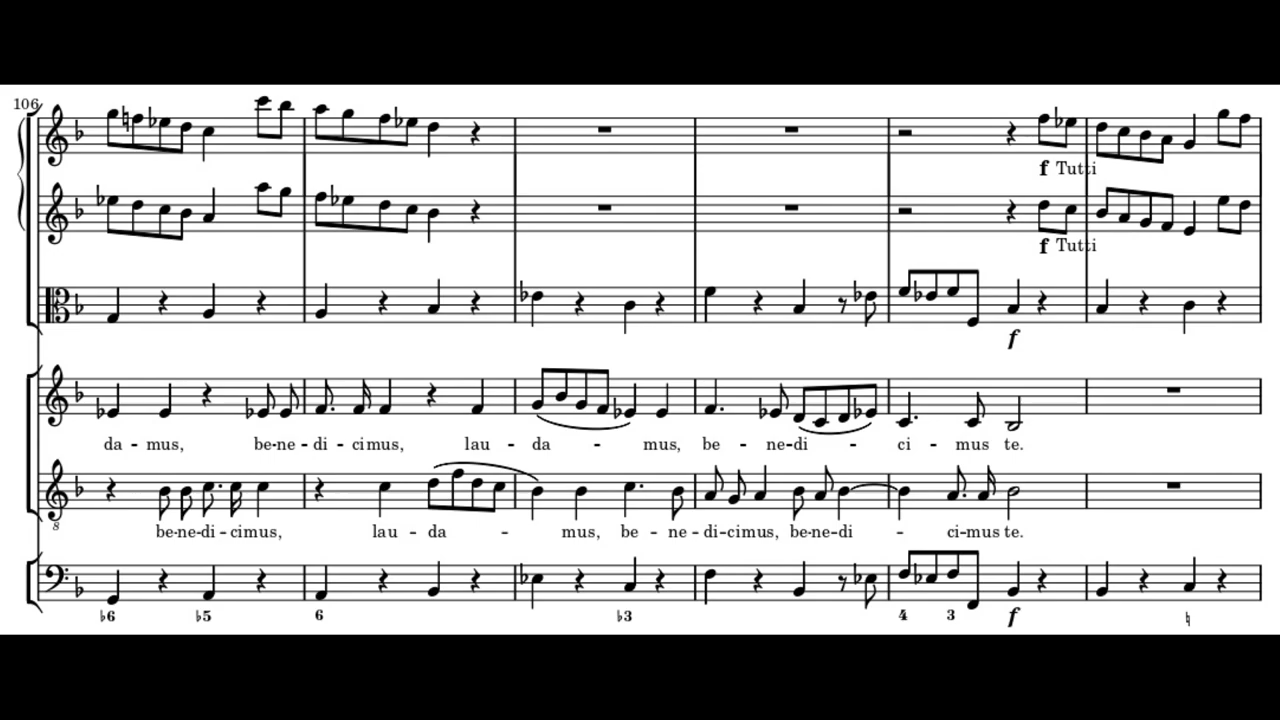 106
f Tutti
f Tutti
f
da - mus, be - ne - di - cimus, lau - da - mus, be - ne - di - ci - mus te.
8
be - ne - di - cimus, lau - da - mus, be - ne - di - cimus, be - ne - di - ci - mus te.
♭6 ♭5 6 ♭3 4 3 f ♮